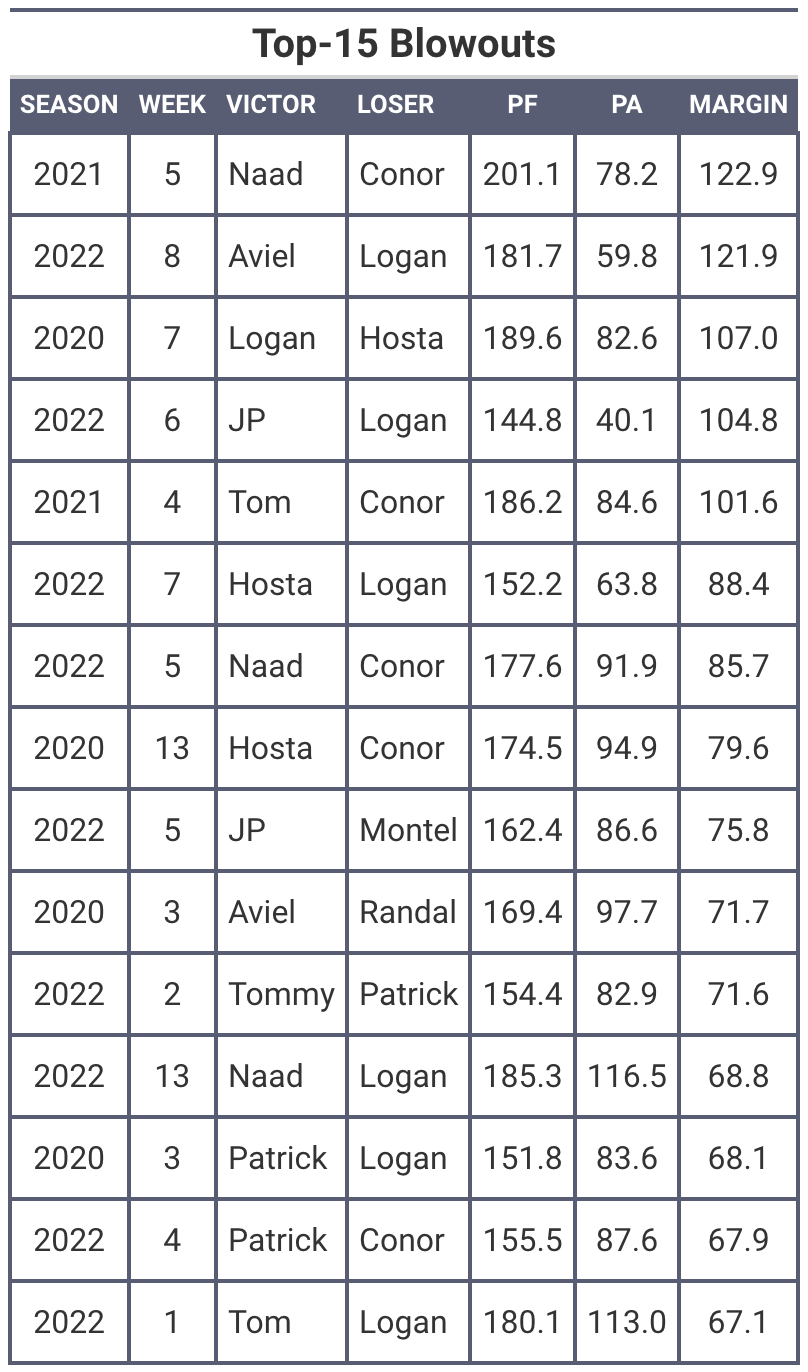 Top-15 Blowouts
SEASON WEEK VICTOR LOSER PF PA MARGIN
2021 5 Naad Conor 201.1 78.2 122.9
2022 8 Aviel Logan 181.7 59.8 121.9
2020 7 Logan Hosta 189.6 82.6 107.0
2022 6 JP Logan 144.8 40.1 104.8
2021 4 Tom Conor 186.2 84.6 101.6
2022 7 Hosta Logan 152.2 63.8 88.4
2022 5 Naad Conor 177.6 91.9 85.7
2020 13 Hosta Conor 174.5 94.9 79.6
2022 5 JP Montel 162.4 86.6 75.8
2020 3 Aviel Randal 169.4 97.7 71.7
2022 2 Tommy Patrick 154.4 82.9 71.6
2022 13 Naad Logan 185.3 116.5 68.8
2020 3 Patrick Logan 151.8 83.6 68.1
2022 4 Patrick Conor 155.5 87.6 67.9
2022 1 Tom Logan 180.1 113.0 67.1